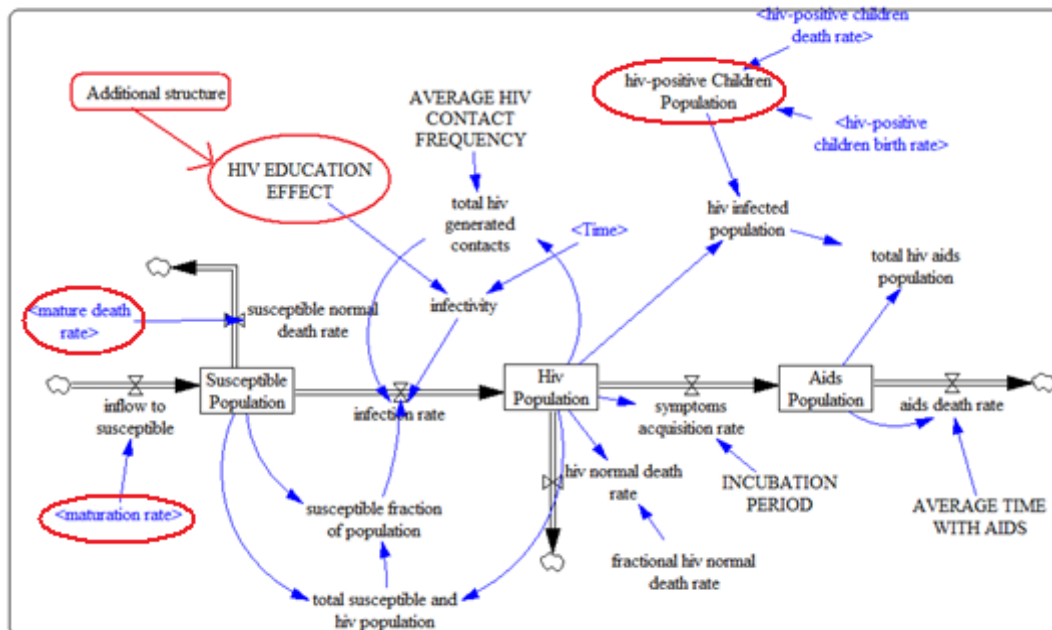 <hiv-positive children
death rate>
Additional structure
hiv-positive Children
Population
AVERAGE HIV
CONTACT
FREQUENCY
<hiv-positive
children birth rate>
HIV EDUCATION
EFFECT
total hiv
generated
contacts
hiv infected
population
<Time>
total hiv aids
population
<mature death
rate>
susceptible normal
death rate
infectivity
Susceptible
Population
Hiv
Population
Aids
Population
inflow to
susceptible
infection rate
symptoms
acquisition rate
aids death rate
hiv normal death
rate
INCUBATION
PERIOD
<maturation rate>
susceptible fraction
of population
AVERAGE TIME
WITH AIDS
fractional hiv normal
death rate
total susceptible and
hiv population